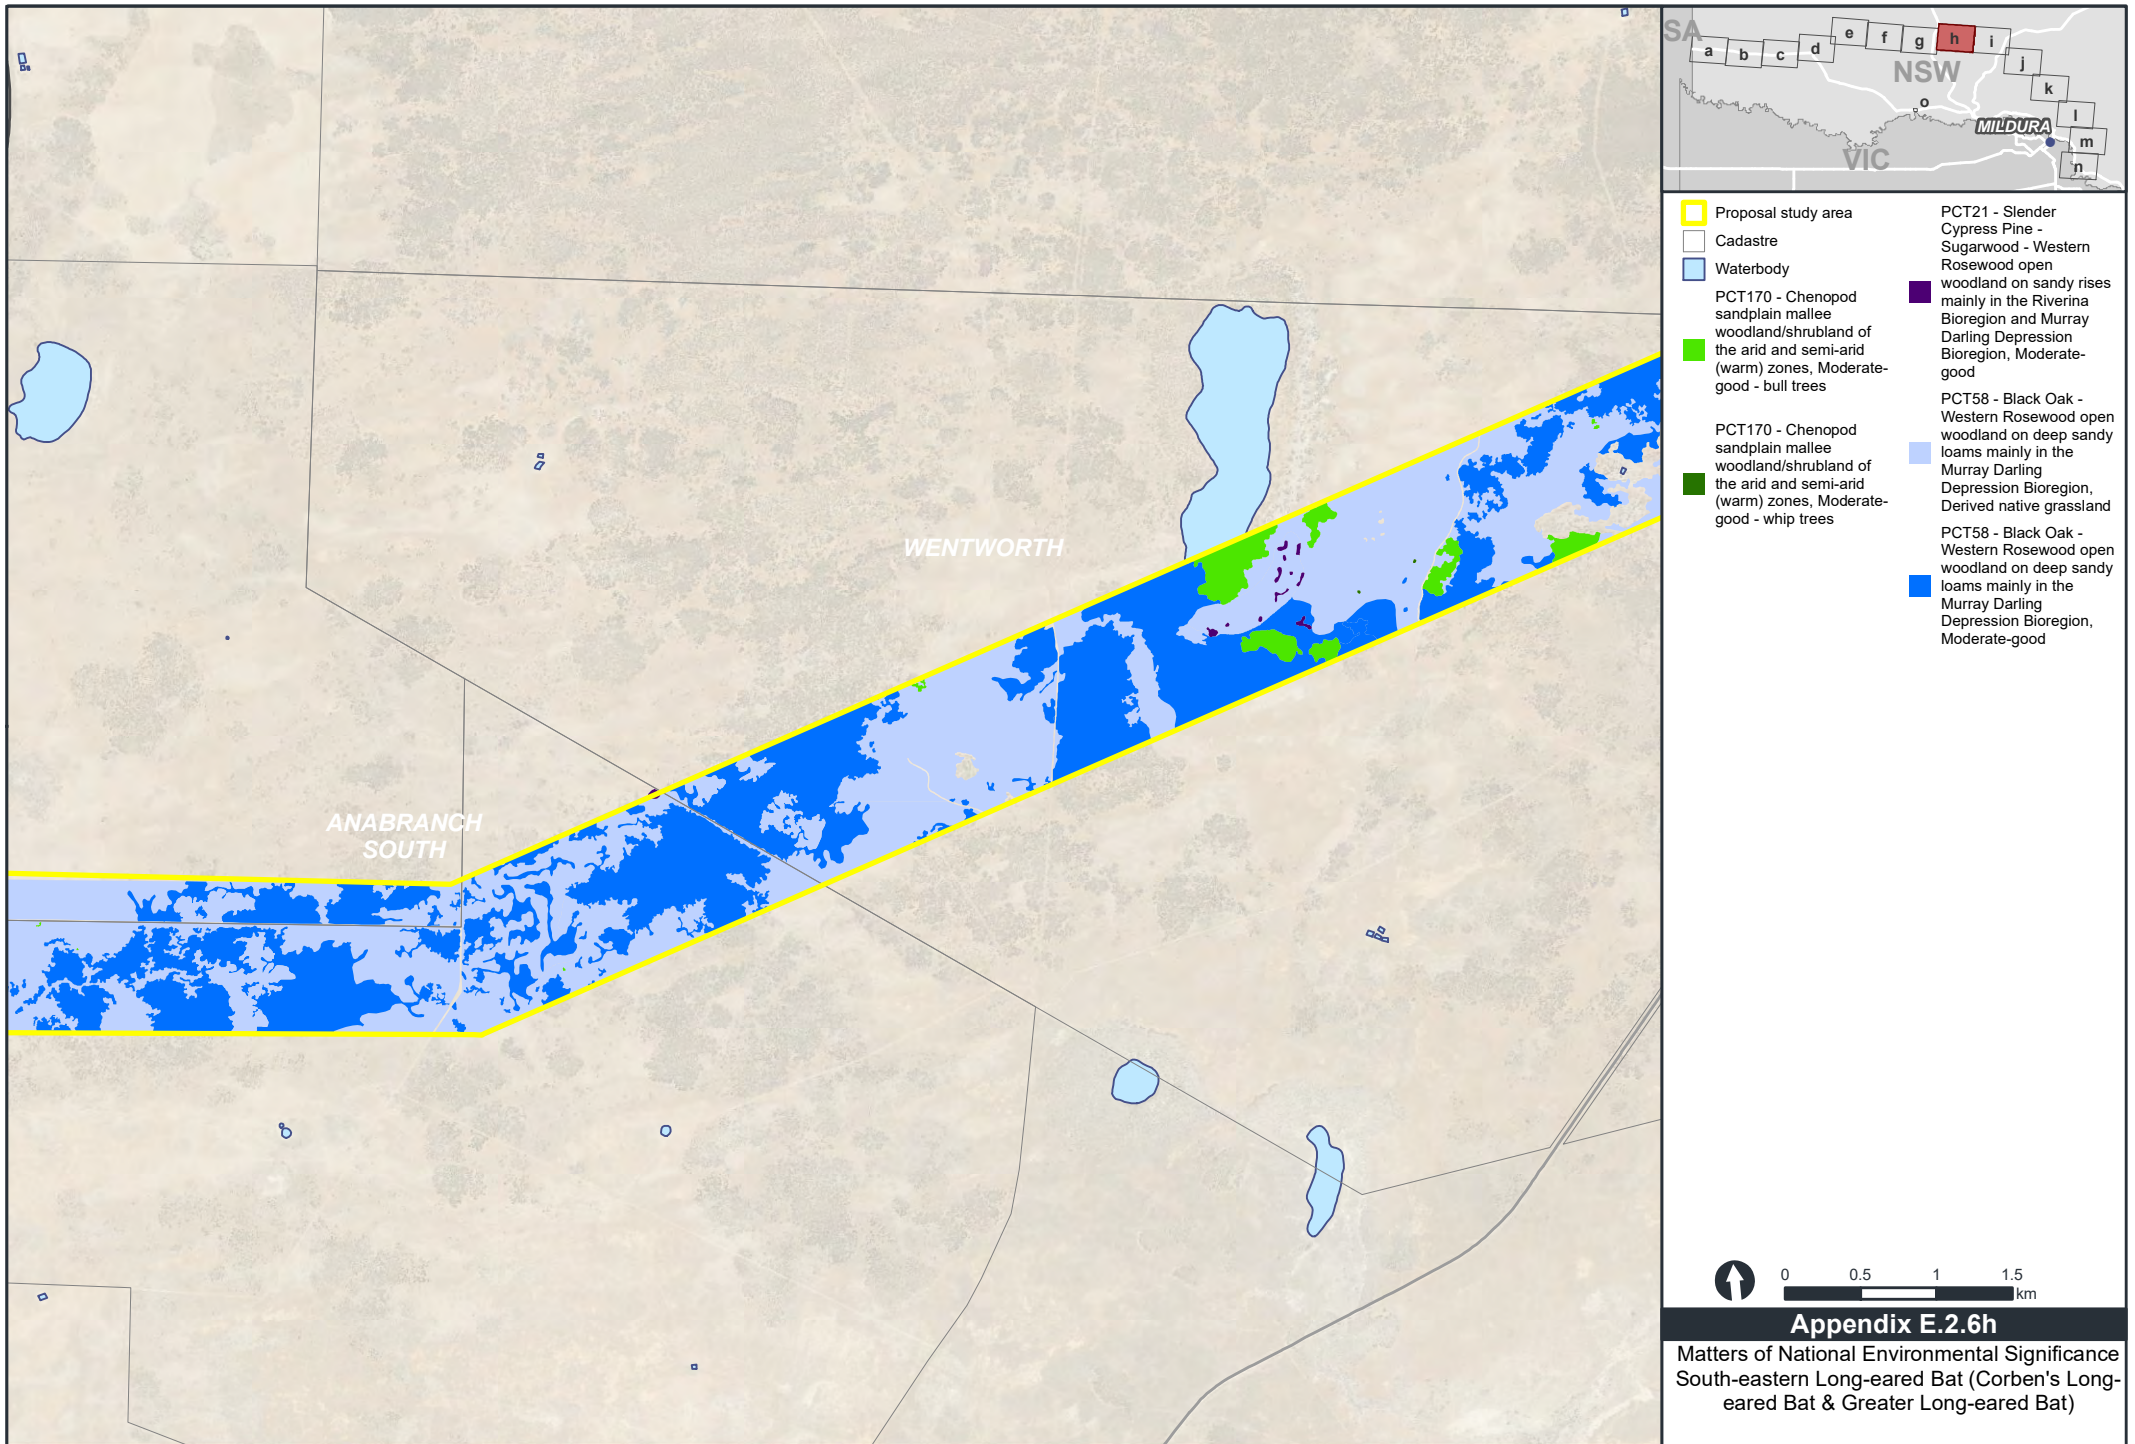 WENTWORTH
ANABRANCH
SOUTH
SA
a
b
c
d
e
f
g
h
i
j
k
l
m
n
o
NSW
MILDURA
VIC
Proposal study area
Cadastre
Waterbody
PCT170 - Chenopod
sandplain mallee
woodland/shrubland of
the arid and semi-arid
(warm) zones, Moderate-
good - bull trees
PCT170 - Chenopod
sandplain mallee
woodland/shrubland of
the arid and semi-arid
(warm) zones, Moderate-
good - whip trees
PCT21 - Slender
Cypress Pine -
Sugarwood - Western
Rosewood open
woodland on sandy rises
mainly in the Riverina
Bioregion and Murray
Darling Depression
Bioregion, Moderate-
good
PCT58 - Black Oak -
Western Rosewood open
woodland on deep sandy
loams mainly in the
Murray Darling
Depression Bioregion,
Derived native grassland
PCT58 - Black Oak -
Western Rosewood open
woodland on deep sandy
loams mainly in the
Murray Darling
Depression Bioregion,
Moderate-good
0 0.5 1 1.5
km
Appendix E.2.6h
Matters of National Environmental Significance
South-eastern Long-eared Bat (Corben's Long-
eared Bat & Greater Long-eared Bat)